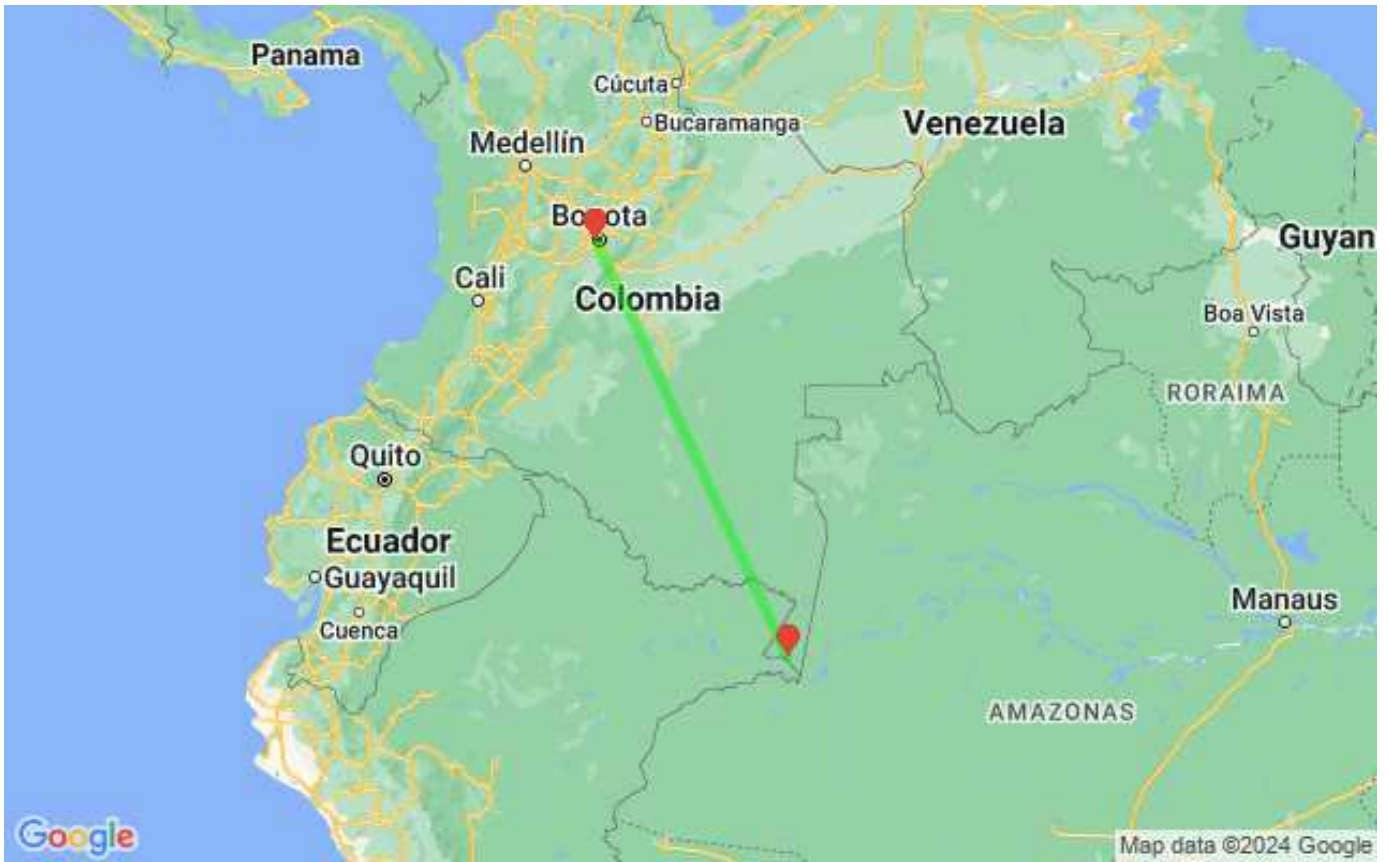 Panama
Cúcuta
Bucaramanga
Venezuela
Medellín
Bogota
Guyan
Cali
Colombia
Boa Vista
RORAIMA
Quito
Ecuador
Guayaquil
Manaus
Cuenca
AMAZONAS
Google
Map data ©2024 Google